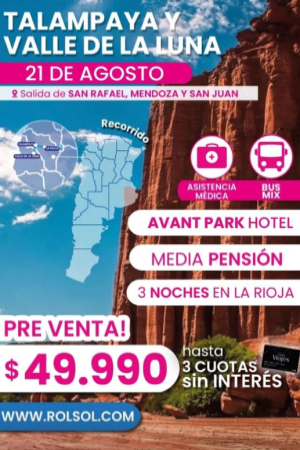 TALAMPAYA Y
VALLE DE LA LUNA
21 DE AGOSTO
Salida de SAN RAFAEL, MENDOZA Y SAN JUAN
Recorrido
ASISTENCIA
MÉDICA
BUS
MIX
AVANT PARK HOTEL
MEDIA PENSIÓN
3 NOCHES EN LA RIOJA
PRE VENTA!
$49.990
hasta
3 CUOTAS
sin INTERÉS
Viajos
WWW.ROLSOL.COM